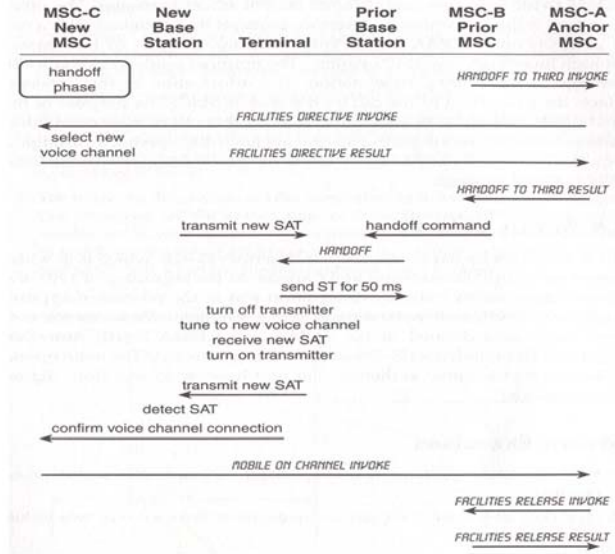 MSC-C New Prior MSC-B MSC-A
New Base Terminal Base Prior Anchor
MSC Station Station MSC MSC
handoff
phase
HANDOFF TO THIRD INVOKE
FACILITIES DIRECTIVE INVOKE
select new
voice channel
FACILITIES DIRECTIVE RESULT
HANDOFF TO THIRD RESULT
transmit new SAT handoff command
HANDOFF
send ST for 50 ms
turn off transmitter
tune to new voice channel
receive new SAT
turn on transmitter
transmit new SAT
detect SAT
confirm voice channel connection
MOBILE ON CHANNEL INVOKE
FACILITIES RELEASE INVOKE
FACILITIES RELEASE RESULT